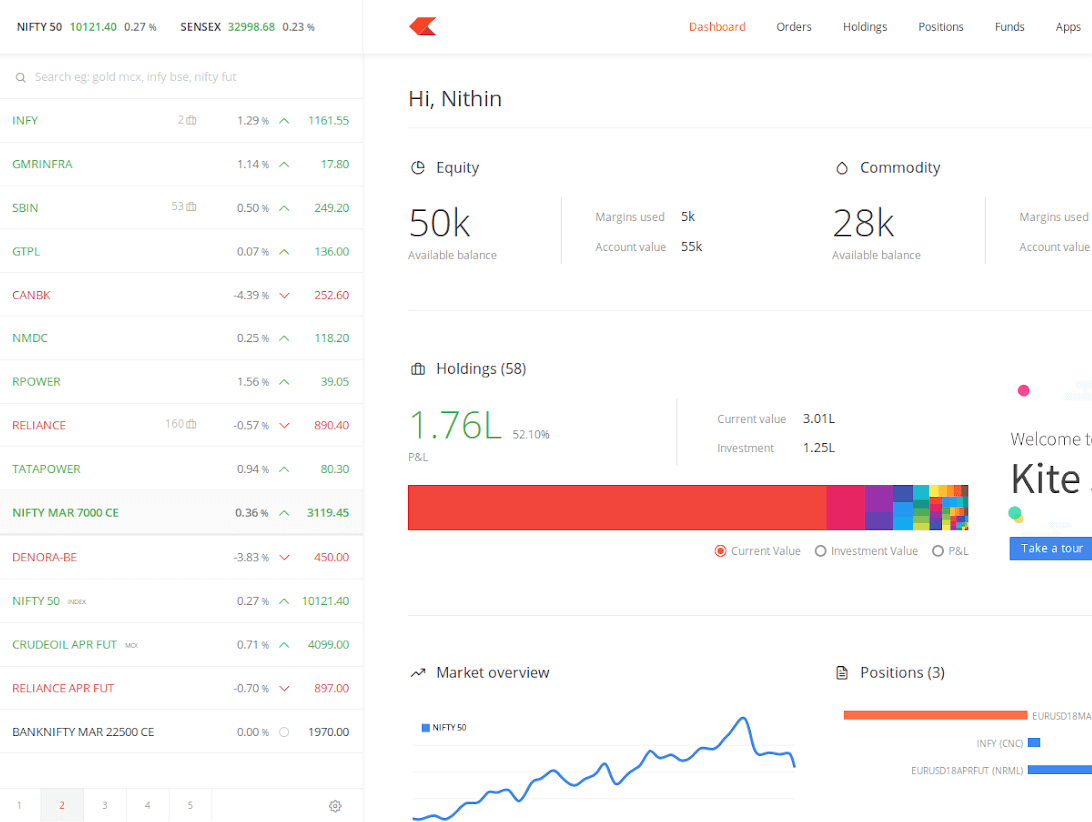 NIFTY 50 10121.40 0.27 % SENSEX 32998.68 0.23 %
Dashboard Orders Holdings Positions Funds Apps
Search eg: gold mcx, infy bse, nifty fut
INFY 2 1.29 % 1161.55
GMRINFRA 1.14 % 17.80
SBIN 53 0.50 % 249.20
GTPL 0.07 % 136.00
CANBK -4.39 % 252.60
NMDC 0.25 % 118.20
RPOWER 1.56 % 39.05
RELIANCE 160 -0.57 % 890.40
TATAPOWER 0.94 % 80.30
NIFTY MAR 7000 CE 0.36 % 3119.45
DENORA-BE -3.83 % 450.00
NIFTY 50 INDEX 0.27 % 10121.40
CRUDEOIL APR FUT MCX 0.71 % 4099.00
RELIANCE APR FUT -0.70 % 897.00
BANKNIFTY MAR 22500 CE 0.00 % 1970.00
1 2 3 4 5
Hi, Nithin
Equity
50k
Available balance
Margins used 5k
Account value 55k
Commodity
28k
Available balance
Margins used
Account value
Holdings (58)
1.76L 52.10%
P&L
Current value 3.01L
Investment 1.25L
Current Value Investment Value P&L
Welcome to
Kite
Take a tour
Market overview
NIFTY 50
Positions (3)
EURUSD18MA
INFY (CNC)
EURUSD18APRFUT (NRML)